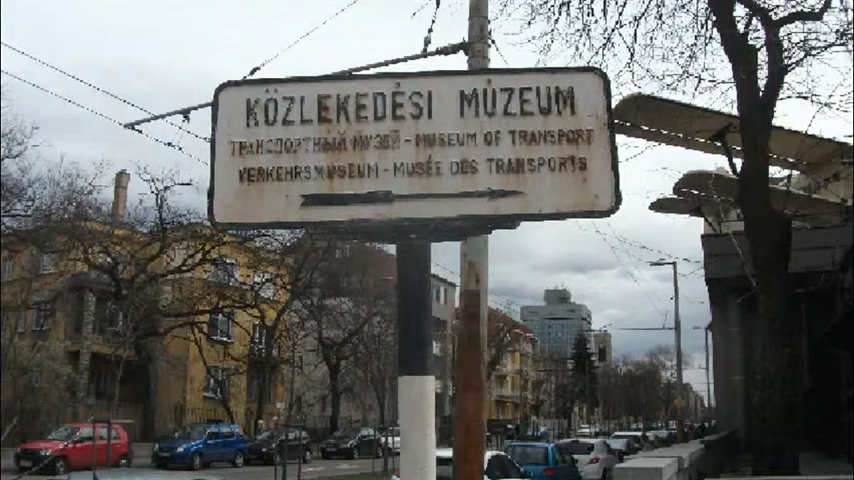 KÖZLEKEDÉSI MÚZEUM
ТРАНСПОРТНЫЙ МУЗЕЙ - MUSEUM OF TRANSPORT
VERKEHRSMUSEUM - MUSÉE DES TRANSPORTS